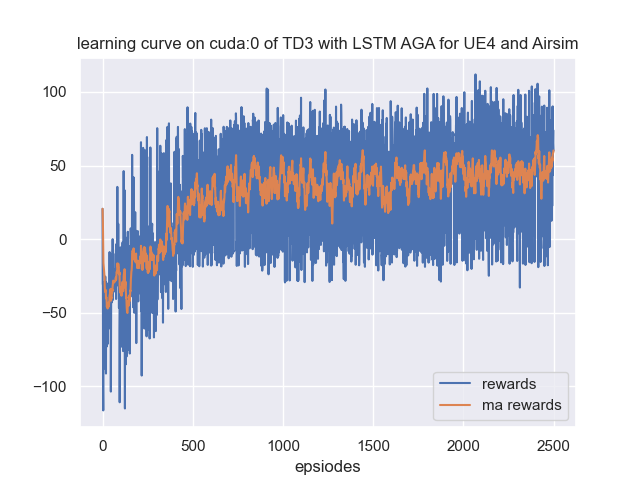 learning curve on cuda:0 of TD3 with LSTM AGA for UE4 and Airsim
100
50
0
−50
−100
0
500
1000
1500
2000
2500
epsiodes
rewards
ma rewards